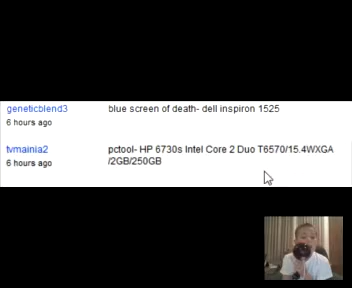 geneticblend3 blue screen of death- dell inspiron 1525
6 hours ago
tvmainia2 pctool- HP 6730s Intel Core 2 Duo T6570/15.4WXGA
6 hours ago /2GB/250GB